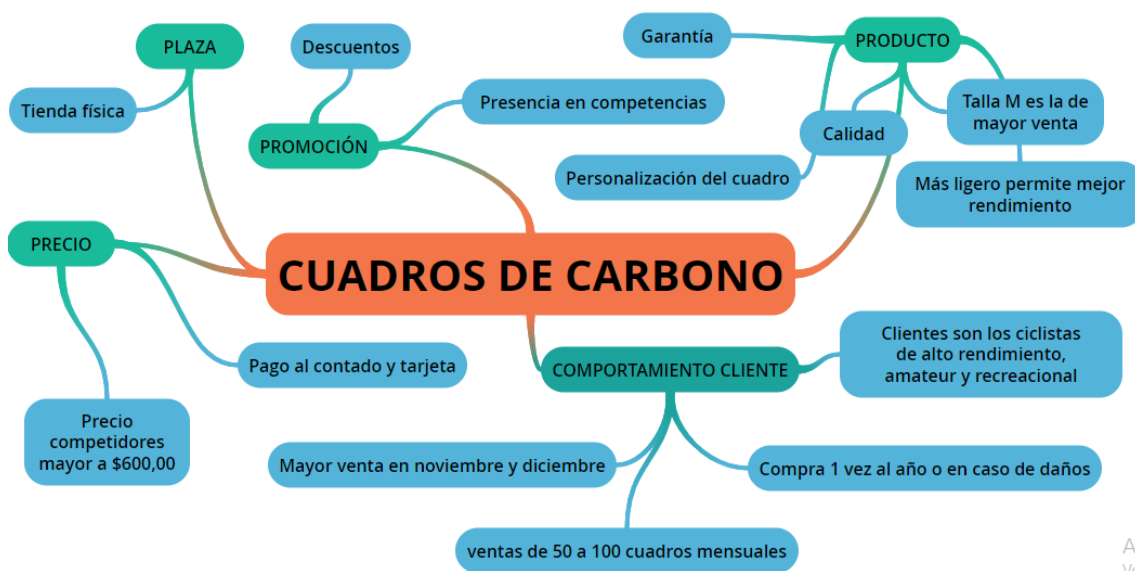 PLAZA
Tienda física
Descuentos
PROMOCIÓN
Presencia en competencias
Garantía
PRODUCTO
Calidad
Talla M es la de
mayor venta
Personalización del cuadro
Más ligero permite mejor
rendimiento
PRECIO
CUADROS DE CARBONO
Pago al contado y tarjeta
Precio
competidores
mayor a $600,00
COMPORTAMIENTO CLIENTE
Clientes son los ciclistas
de alto rendimiento,
amateur y recreacional
Mayor venta en noviembre y diciembre
Compra 1 vez al año o en caso de daños
ventas de 50 a 100 cuadros mensuales